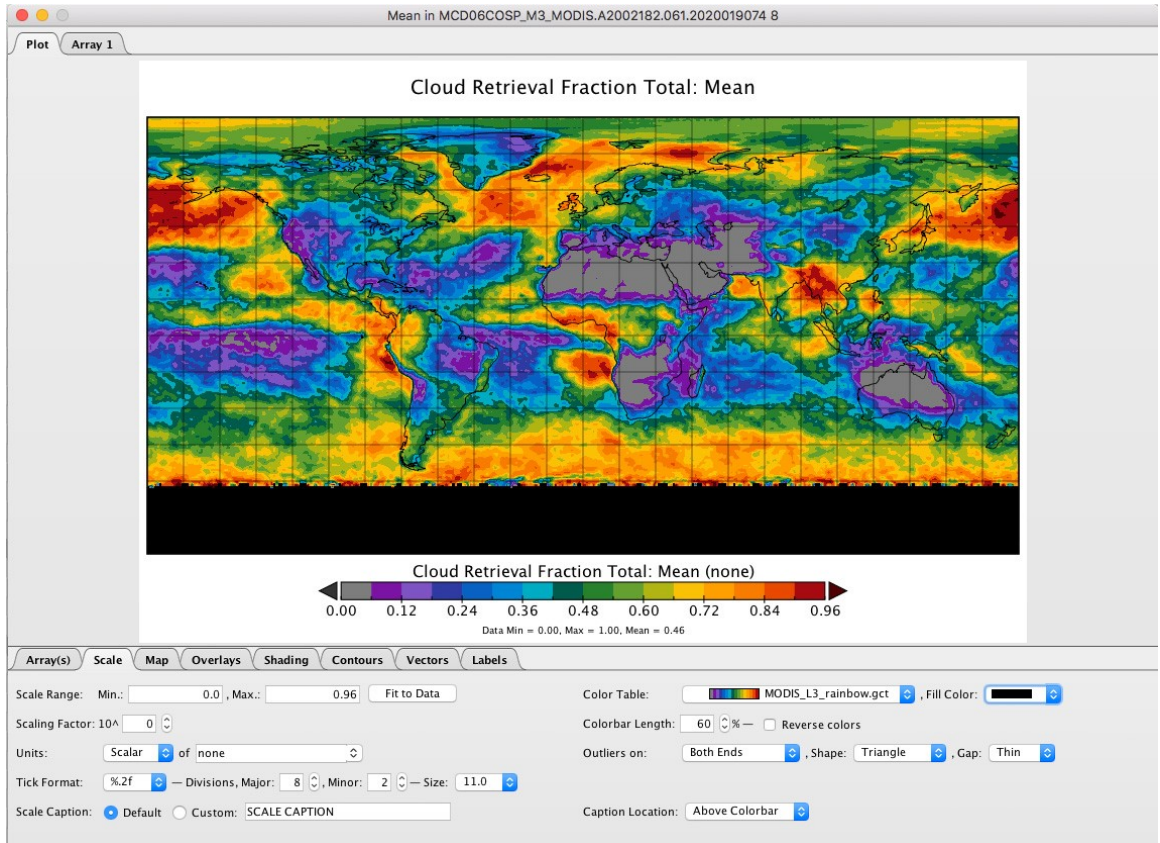 Mean in MCD06COSP_M3_MODIS.A2002182.061.2020019074 8
Plot Array 1
Cloud Retrieval Fraction Total: Mean
Cloud Retrieval Fraction Total: Mean (none)
0.00 0.12 0.24 0.36 0.48 0.60 0.72 0.84 0.96
Data Min = 0.00, Max = 1.00, Mean = 0.46
Array(s) Scale Map Overlays Shading Contours Vectors Labels
Scale Range: Min.: 0.0 , Max.: 0.96 Fit to Data Color Table: MODIS_L3_rainbow.gct , Fill Color:
Scaling Factor: 10^ 0 Colorbar Length: 60 % — Reverse colors
Units: Scalar of none Outliers on: Both Ends , Shape: Triangle , Gap: Thin
Tick Format: %.2f — Divisions, Major: 8 , Minor: 2 — Size: 11.0
Scale Caption: Default Custom: SCALE CAPTION Caption Location: Above Colorbar